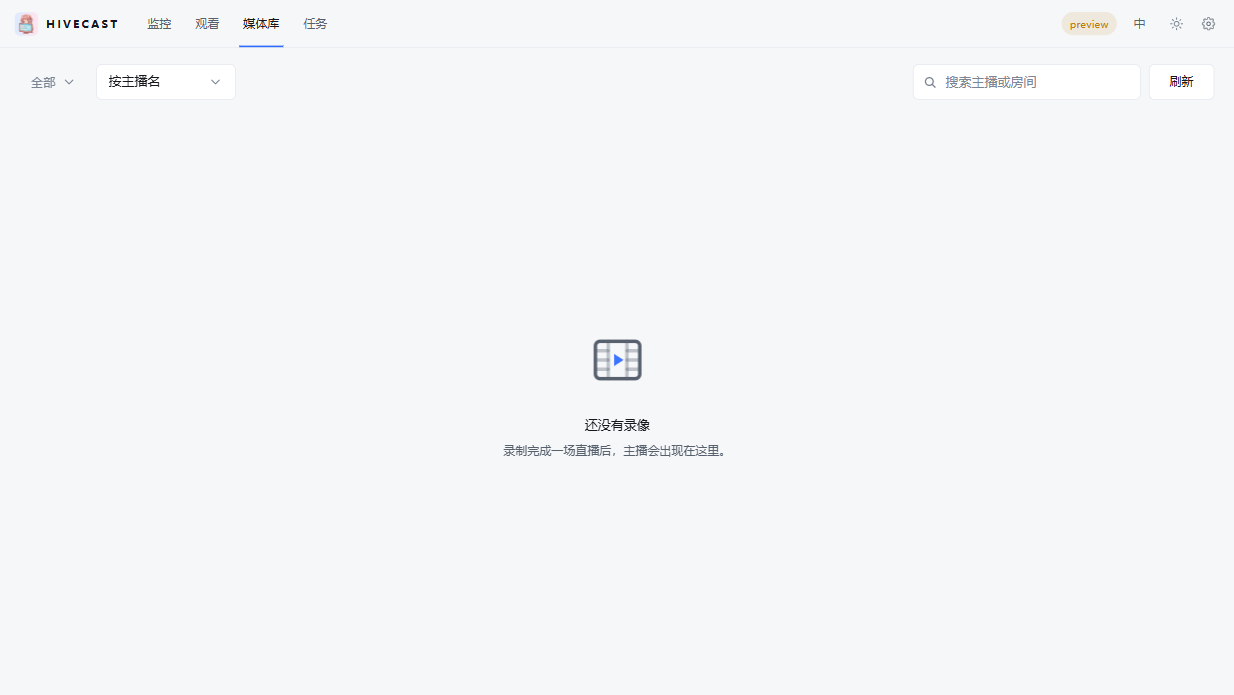 HIVECAST 监控 观看 媒体库 任务 preview 中
全部 按主播名 搜索主播或房间 刷新
还没有录像
录制完成一场直播后，主播会出现在这里。